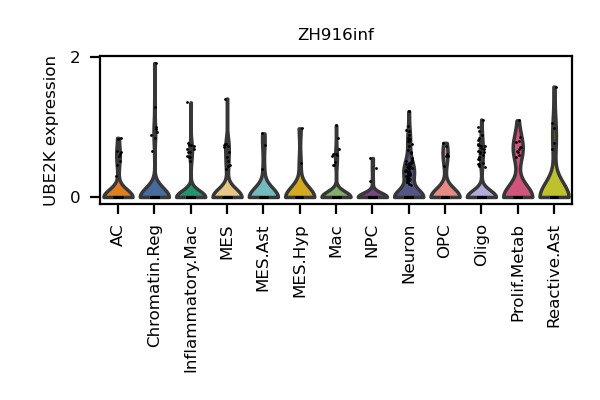 ZH916inf
UBE2K expression
2
0
AC
Chromatin.Reg
Inflammatory.Mac
MES
MES.Ast
MES.Hyp
Mac
NPC
Neuron
OPC
Oligo
Prolif.Metab
Reactive.Ast